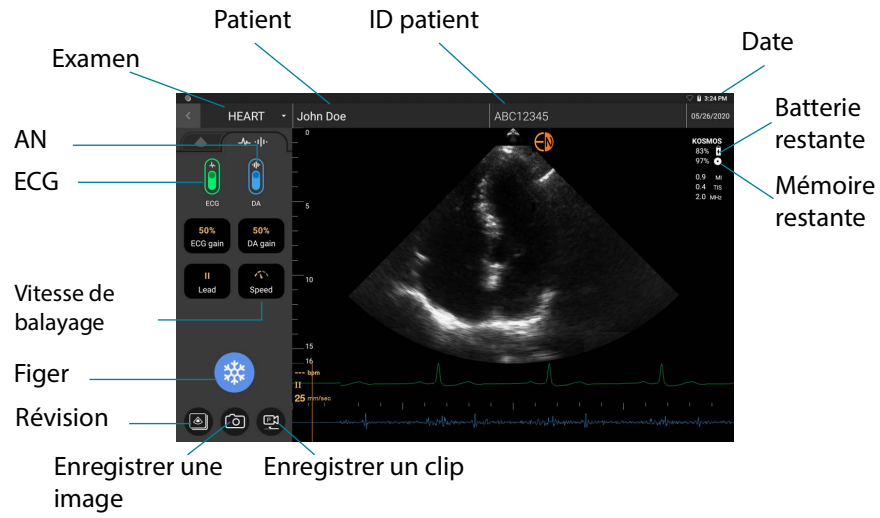 Patient
ID patient
Date
Examen
3:24 PM
HEART
John Doe
ABC12345
05/26/2020
Batterie
restante
AN
ECG
KOSMOS
83%
97%
Mémoire
restante
0.9 MI
0.4 TIS
2.0 MHz
ECG
DA
0
5
10
15
16
50%
ECG gain
50%
DA gain
II
Lead
Speed
Vitesse de
balayage
Figer
--- bpm
II
25 mm/sec
Révision
Enregistrer une
image
Enregistrer un clip